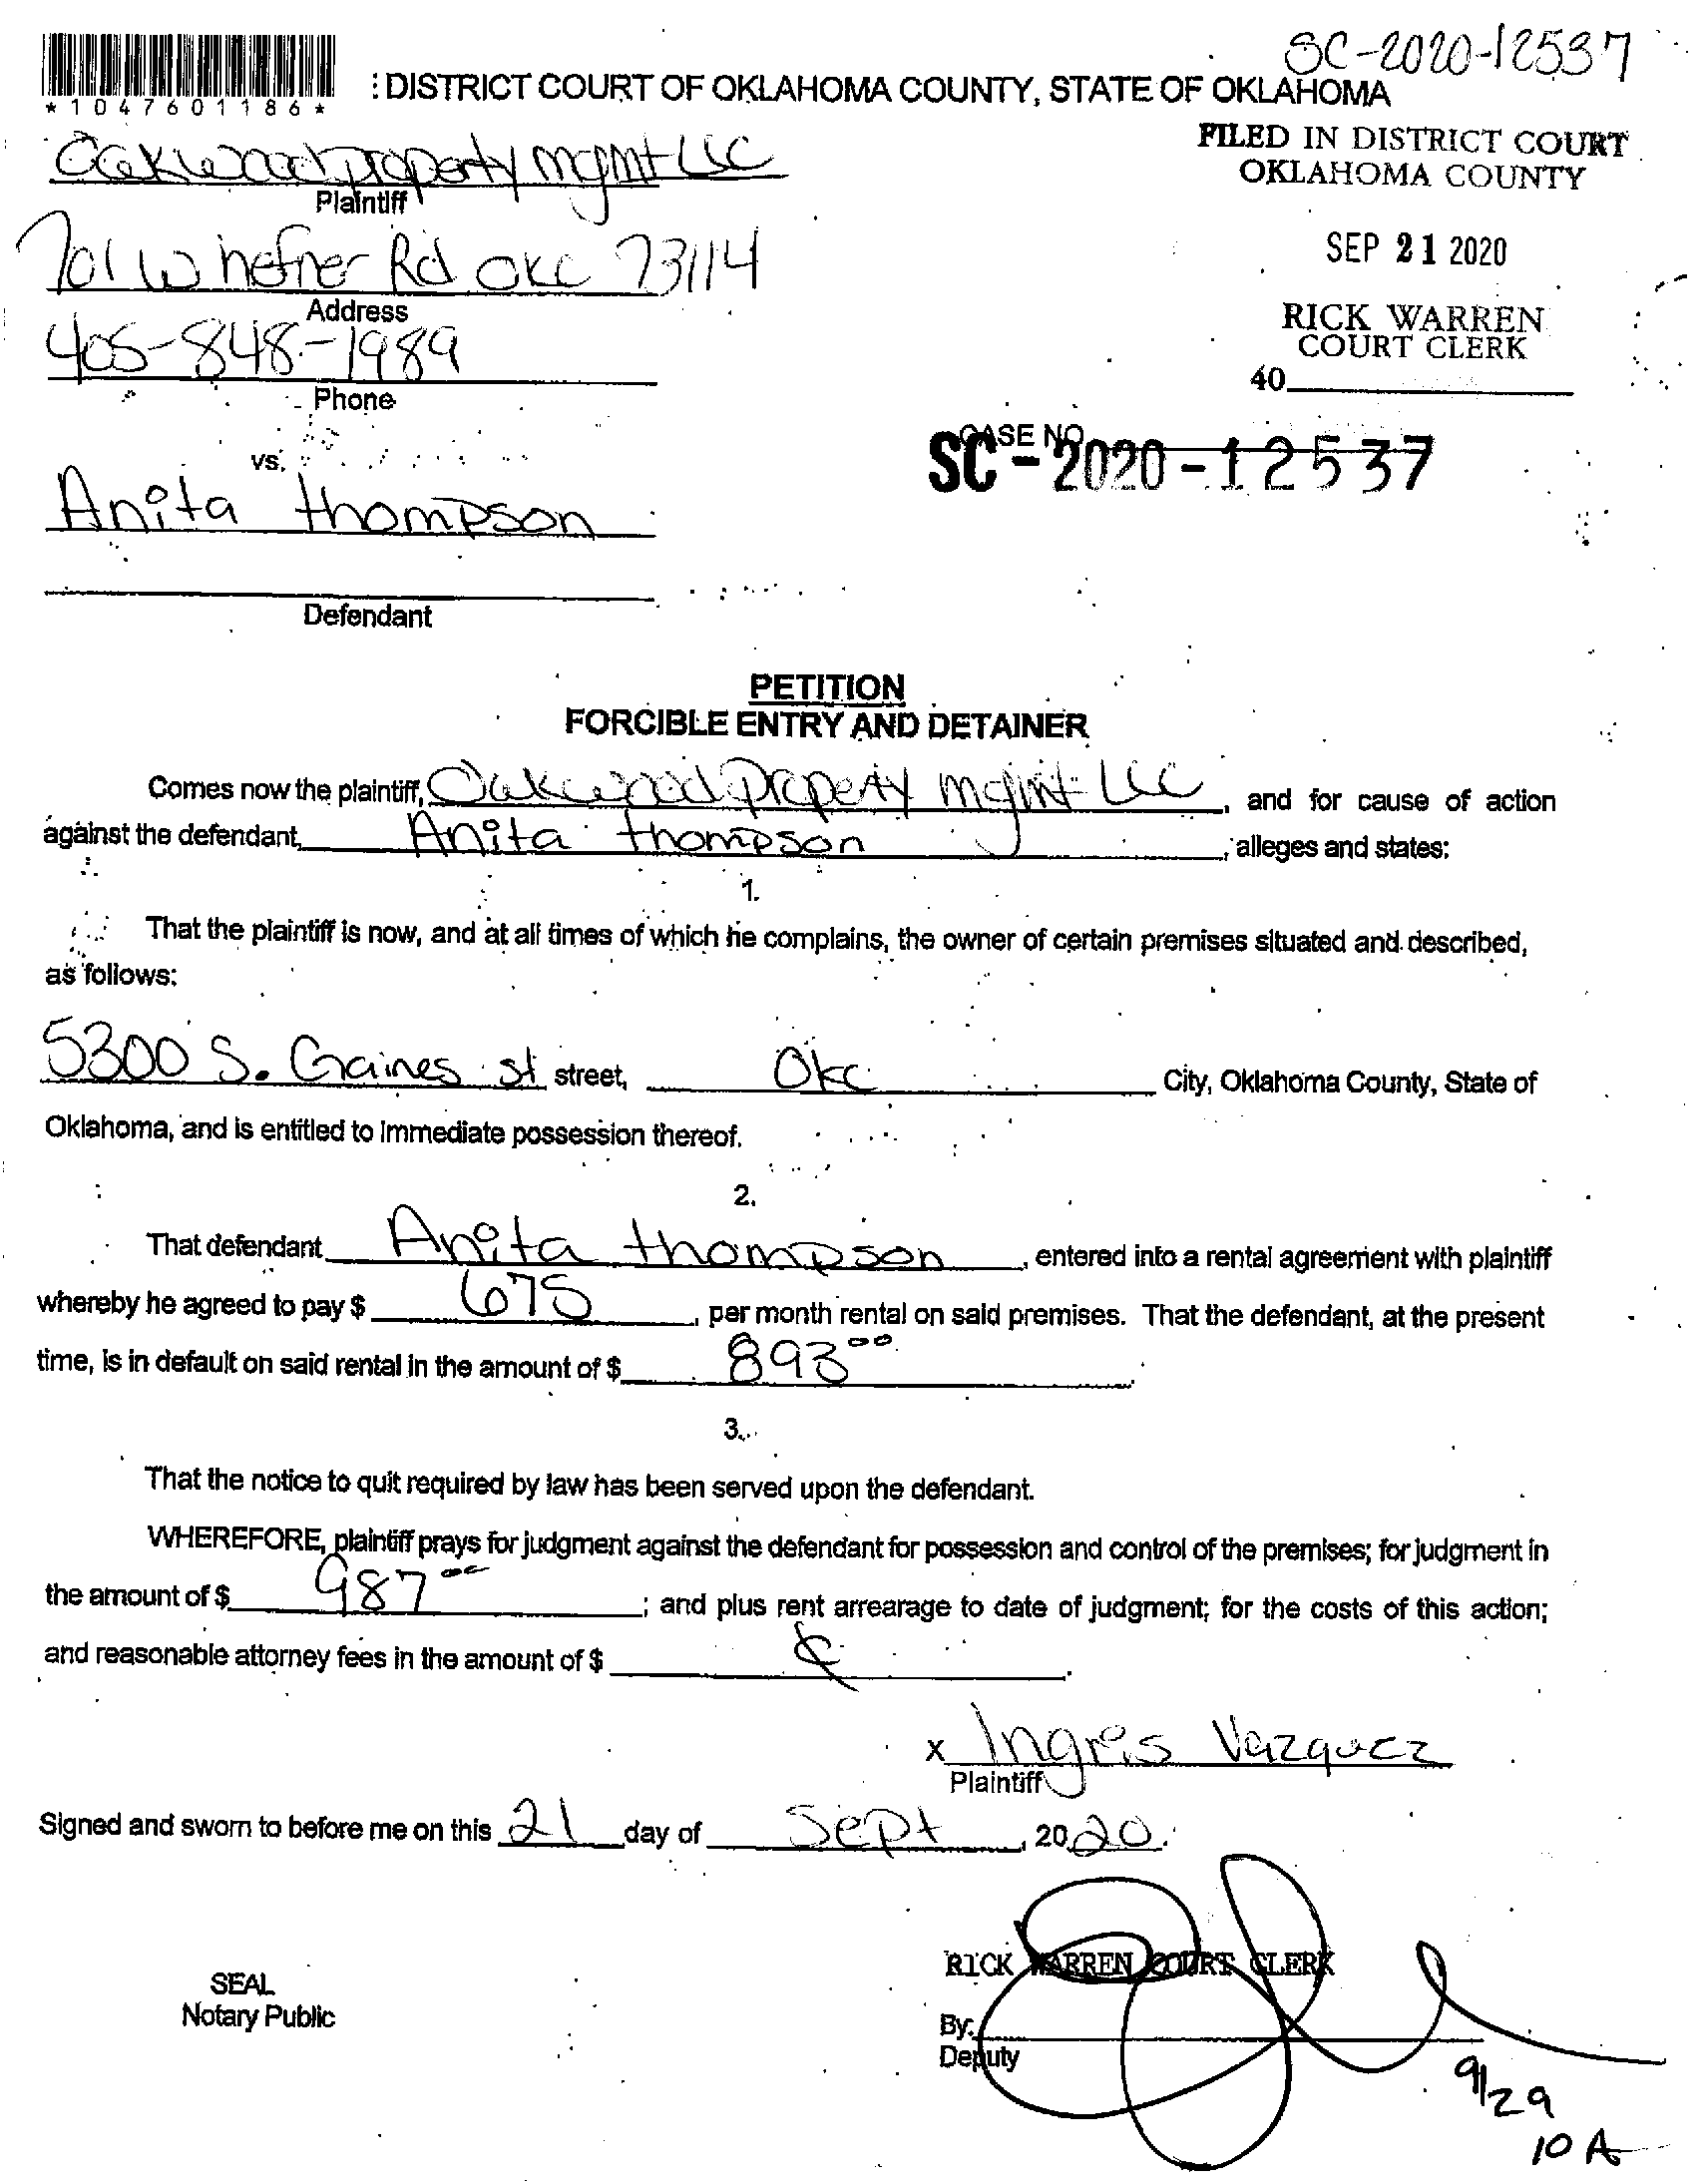 SC-2020-12537
*1047601186*
: DISTRICT COURT OF OKLAHOMA COUNTY, STATE OF OKLAHOMA
FILED IN DISTRICT COURT
OKLAHOMA COUNTY
Oakwood property mgmt LLC
Plaintiff
SEP 21 2020
701 W hefner Rd OKC 73114
Address
RICK WARREN
COURT CLERK
405-848-1989
Phone
40
CASE NO.
SC-2020-12537
vs.
Anita thompson
Defendant
PETITION
FORCIBLE ENTRY AND DETAINER
Comes now the plaintiff, Oakwood Property mgmt LLC, and for cause of action
against the defendant, Anita thompson, alleges and states:
1.
That the plaintiff is now, and at all times of which he complains, the owner of certain premises situated and described,
as follows:
5300 S. Gaines st street, OKC City, Oklahoma County, State of
Oklahoma, and is entitled to immediate possession thereof.
2.
That defendant Anita thompson, entered into a rental agreement with plaintiff
whereby he agreed to pay $ 675, per month rental on said premises. That the defendant, at the present
time, is in default on said rental in the amount of $ 893 00.
3.
That the notice to quit required by law has been served upon the defendant.
WHEREFORE, plaintiff prays for judgment against the defendant for possession and control of the premises; for judgment in
the amount of $ 987 00; and plus rent arrearage to date of judgment; for the costs of this action;
and reasonable attorney fees in the amount of $
x Ingris Vazquez
Plaintiff
Signed and sworn to before me on this 21 day of Sept, 2020.
RICK WARREN COURT CLERK
SEAL
Notary Public
By:
Deputy
9/29
10 A